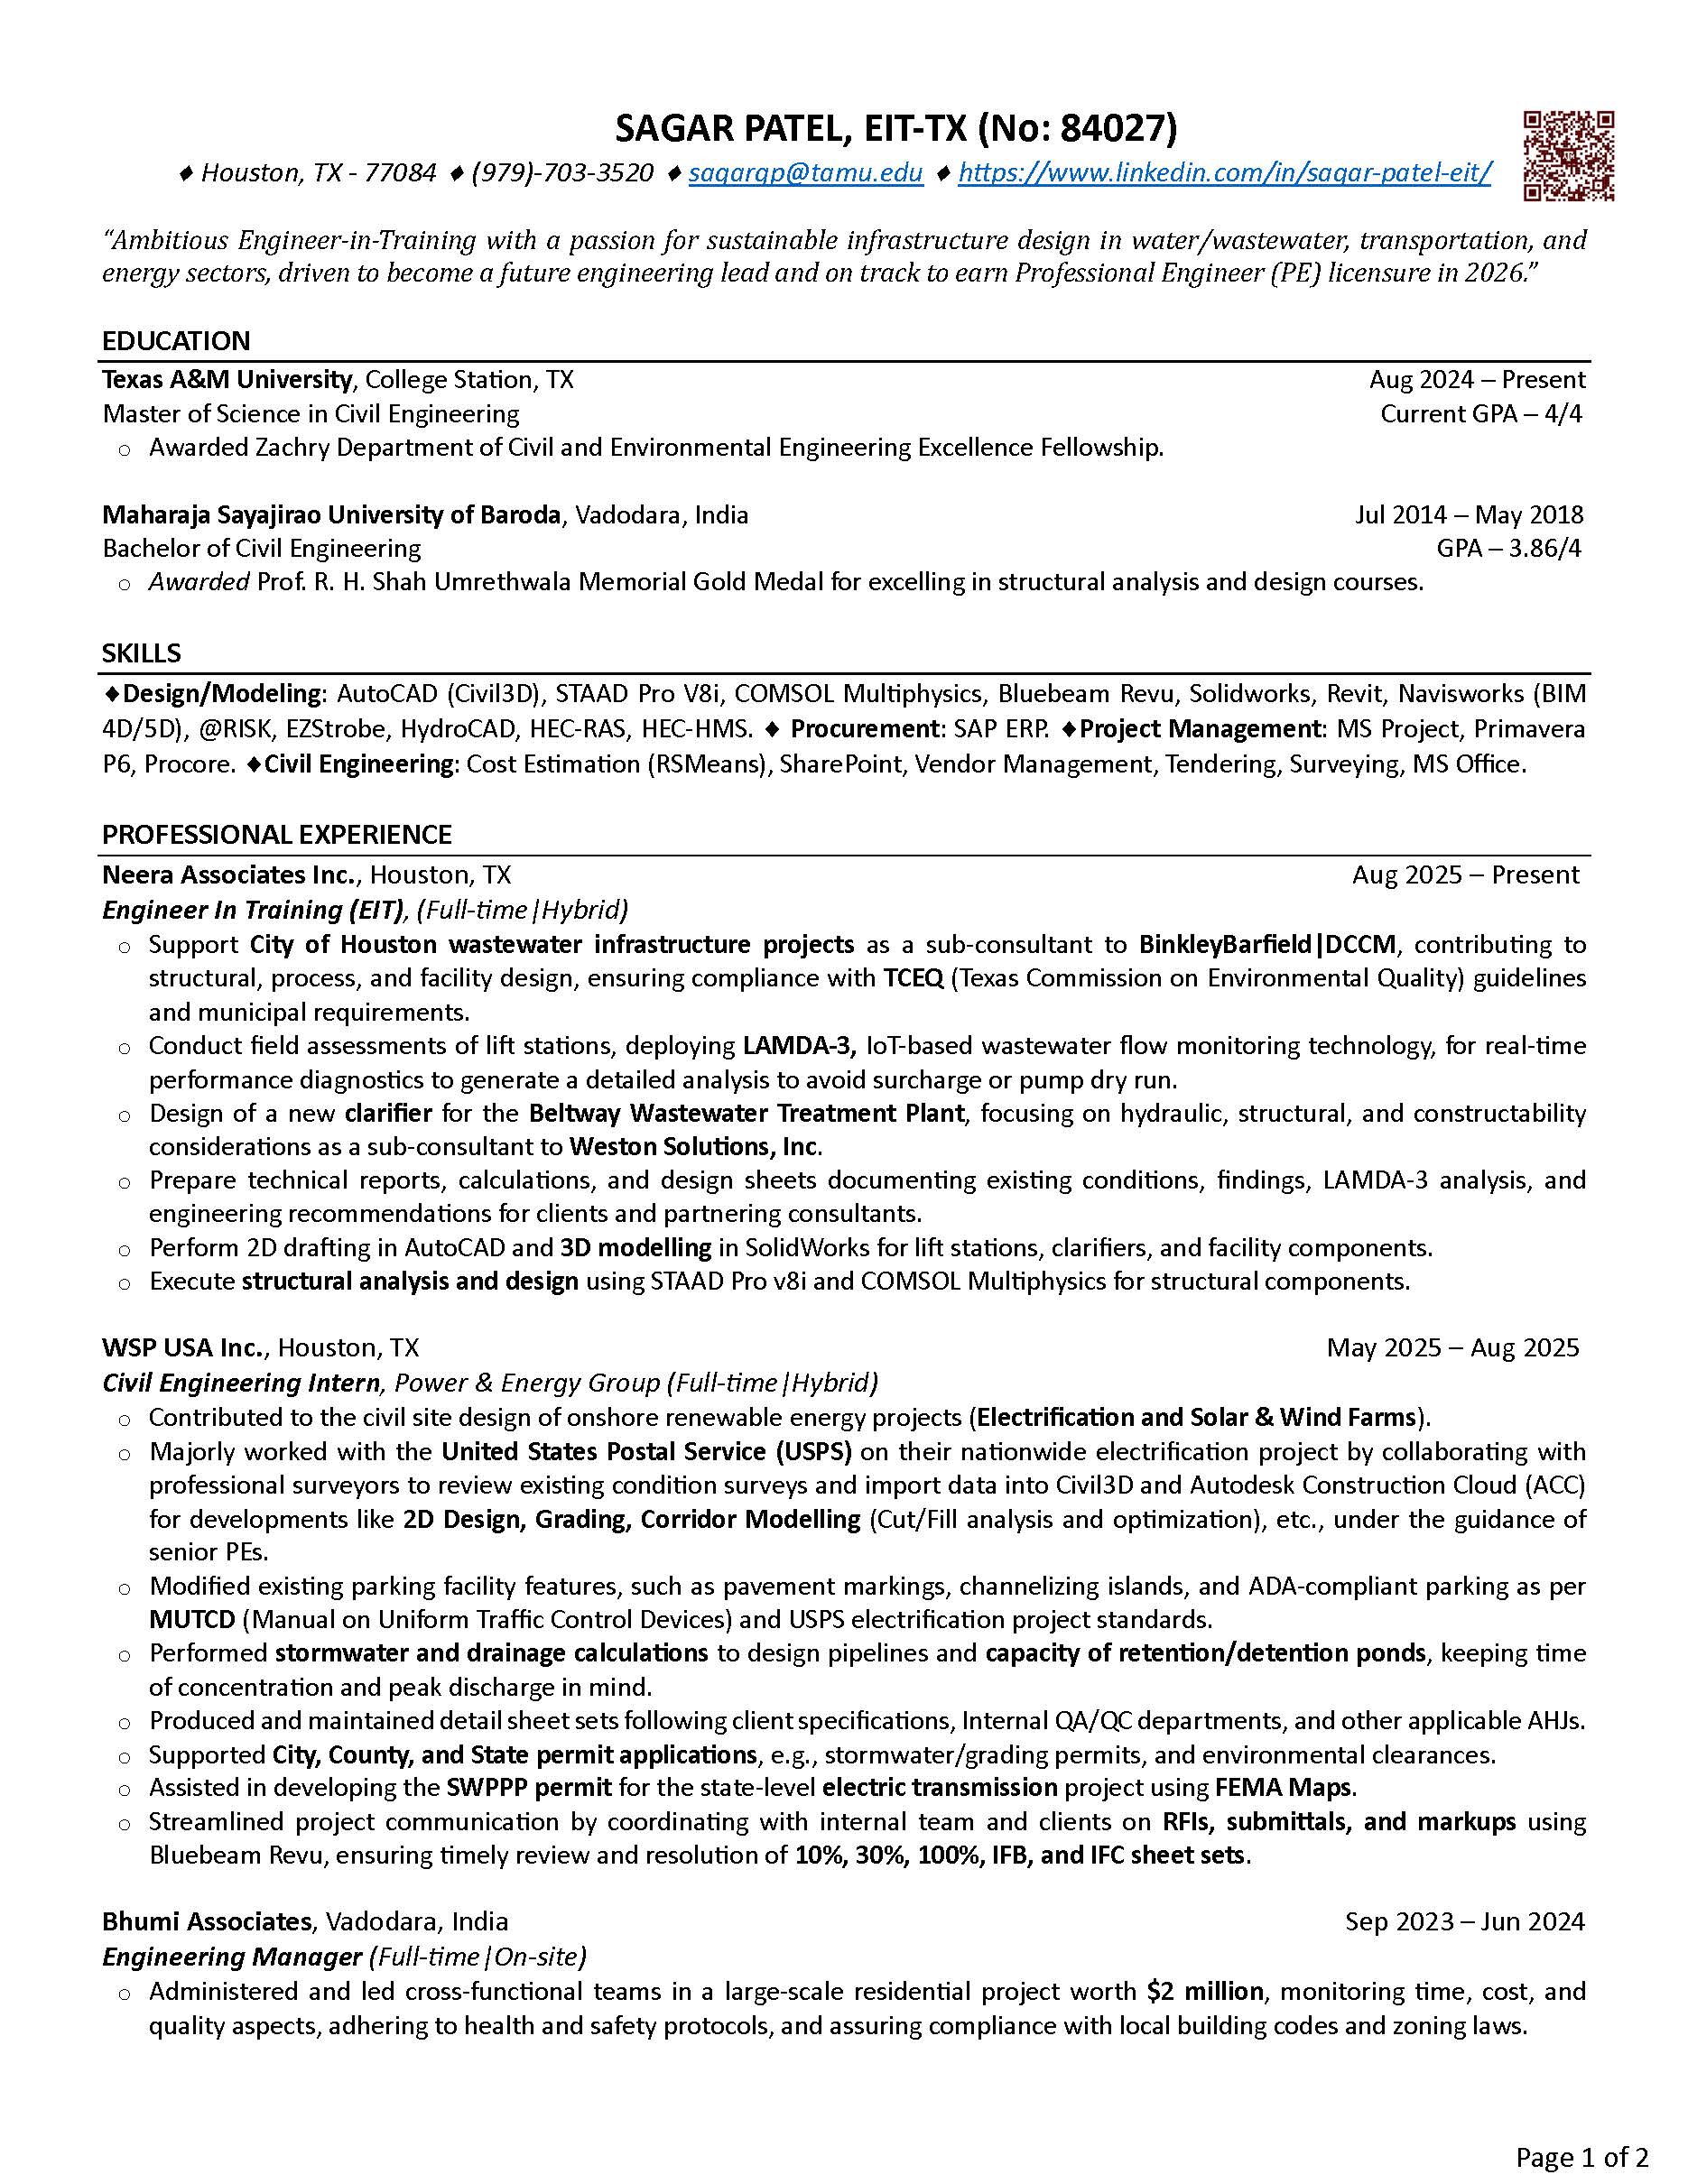 SAGAR PATEL, EIT-TX (No: 84027)
♦ Houston, TX - 77084 ♦ (979)-703-3520 ♦ sagargp@tamu.edu ♦ https://www.linkedin.com/in/sagar-patel-eit/
“Ambitious Engineer-in-Training with a passion for sustainable infrastructure design in water/wastewater, transportation, and
energy sectors, driven to become a future engineering lead and on track to earn Professional Engineer (PE) licensure in 2026.”
EDUCATION
Texas A&M University, College Station, TX Aug 2024 – Present
Master of Science in Civil Engineering Current GPA – 4/4
○ Awarded Zachry Department of Civil and Environmental Engineering Excellence Fellowship.
Maharaja Sayajirao University of Baroda, Vadodara, India Jul 2014 – May 2018
Bachelor of Civil Engineering GPA – 3.86/4
○ Awarded Prof. R. H. Shah Umrethwala Memorial Gold Medal for excelling in structural analysis and design courses.
SKILLS
♦Design/Modeling: AutoCAD (Civil3D), STAAD Pro V8i, COMSOL Multiphysics, Bluebeam Revu, Solidworks, Revit, Navisworks (BIM
4D/5D), @RISK, EZStrobe, HydroCAD, HEC-RAS, HEC-HMS. ♦ Procurement: SAP ERP. ♦Project Management: MS Project, Primavera
P6, Procore. ♦Civil Engineering: Cost Estimation (RSMeans), SharePoint, Vendor Management, Tendering, Surveying, MS Office.
PROFESSIONAL EXPERIENCE
Neera Associates Inc., Houston, TX Aug 2025 – Present
Engineer In Training (EIT), (Full-time|Hybrid)
○ Support City of Houston wastewater infrastructure projects as a sub-consultant to BinkleyBarfield|DCCM, contributing to
structural, process, and facility design, ensuring compliance with TCEQ (Texas Commission on Environmental Quality) guidelines
and municipal requirements.
○ Conduct field assessments of lift stations, deploying LAMDA-3, IoT-based wastewater flow monitoring technology, for real-time
performance diagnostics to generate a detailed analysis to avoid surcharge or pump dry run.
○ Design of a new clarifier for the Beltway Wastewater Treatment Plant, focusing on hydraulic, structural, and constructability
considerations as a sub-consultant to Weston Solutions, Inc.
○ Prepare technical reports, calculations, and design sheets documenting existing conditions, findings, LAMDA-3 analysis, and
engineering recommendations for clients and partnering consultants.
○ Perform 2D drafting in AutoCAD and 3D modelling in SolidWorks for lift stations, clarifiers, and facility components.
○ Execute structural analysis and design using STAAD Pro v8i and COMSOL Multiphysics for structural components.
WSP USA Inc., Houston, TX May 2025 – Aug 2025
Civil Engineering Intern, Power & Energy Group (Full-time|Hybrid)
○ Contributed to the civil site design of onshore renewable energy projects (Electrification and Solar & Wind Farms).
○ Majorly worked with the United States Postal Service (USPS) on their nationwide electrification project by collaborating with
professional surveyors to review existing condition surveys and import data into Civil3D and Autodesk Construction Cloud (ACC)
for developments like 2D Design, Grading, Corridor Modelling (Cut/Fill analysis and optimization), etc., under the guidance of
senior PEs.
○ Modified existing parking facility features, such as pavement markings, channelizing islands, and ADA-compliant parking as per
MUTCD (Manual on Uniform Traffic Control Devices) and USPS electrification project standards.
○ Performed stormwater and drainage calculations to design pipelines and capacity of retention/detention ponds, keeping time
of concentration and peak discharge in mind.
○ Produced and maintained detail sheet sets following client specifications, Internal QA/QC departments, and other applicable AHJs.
○ Supported City, County, and State permit applications, e.g., stormwater/grading permits, and environmental clearances.
○ Assisted in developing the SWPPP permit for the state-level electric transmission project using FEMA Maps.
○ Streamlined project communication by coordinating with internal team and clients on RFIs, submittals, and markups using
Bluebeam Revu, ensuring timely review and resolution of 10%, 30%, 100%, IFB, and IFC sheet sets.
Bhumi Associates, Vadodara, India Sep 2023 – Jun 2024
Engineering Manager (Full-time|On-site)
○ Administered and led cross-functional teams in a large-scale residential project worth $2 million, monitoring time, cost, and
quality aspects, adhering to health and safety protocols, and assuring compliance with local building codes and zoning laws.
Page 1 of 2